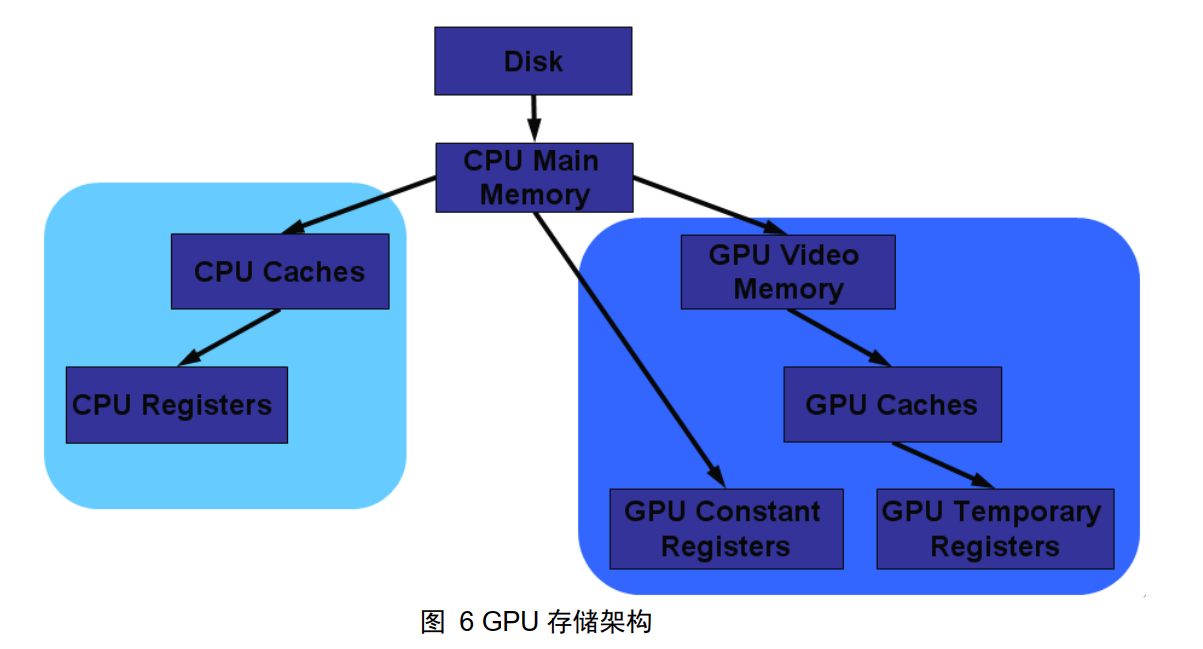 Disk
CPU Main
Memory
CPU Caches
GPU Video
Memory
CPU Registers
GPU Caches
GPU Constant
Registers
GPU Temporary
Registers
图 6 GPU 存储架构